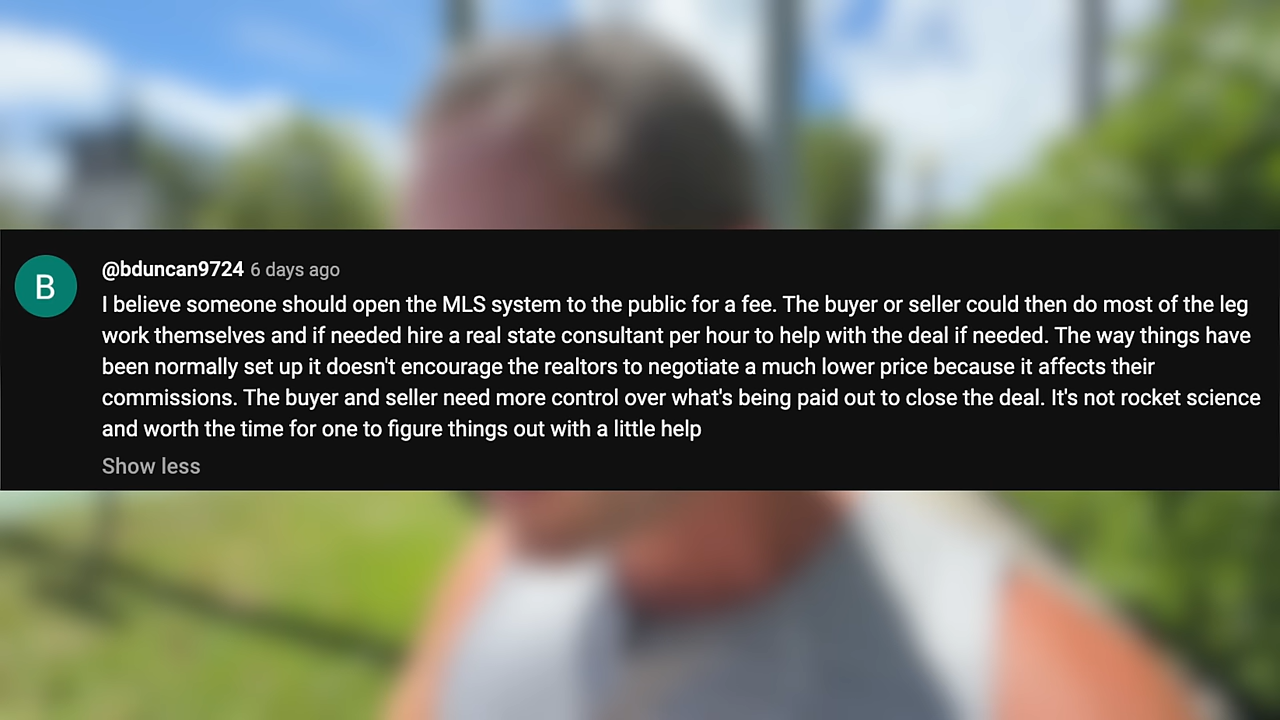 B
@bduncan9724 6 days ago
I believe someone should open the MLS system to the public for a fee. The buyer or seller could then do most of the leg
work themselves and if needed hire a real state consultant per hour to help with the deal if needed. The way things have
been normally set up it doesn't encourage the realtors to negotiate a much lower price because it affects their
commissions. The buyer and seller need more control over what's being paid out to close the deal. It's not rocket science
and worth the time for one to figure things out with a little help
Show less